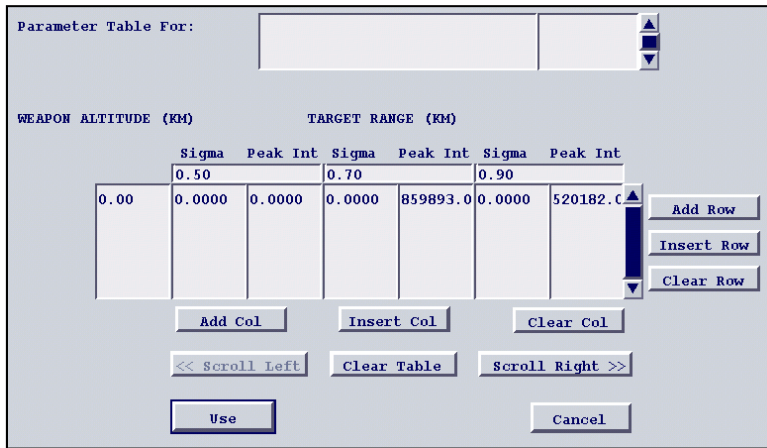 Parameter Table For:
WEAPON ALTITUDE (KM) TARGET RANGE (KM)
Sigma Peak Int Sigma Peak Int Sigma Peak Int
0.50 0.70 0.90
0.00 0.0000 0.0000 0.0000 859893.0 0.0000 520182.0
Add Row
Insert Row
Clear Row
Add Col Insert Col Clear Col
<< Scroll Left Clear Table Scroll Right >>
Use Cancel